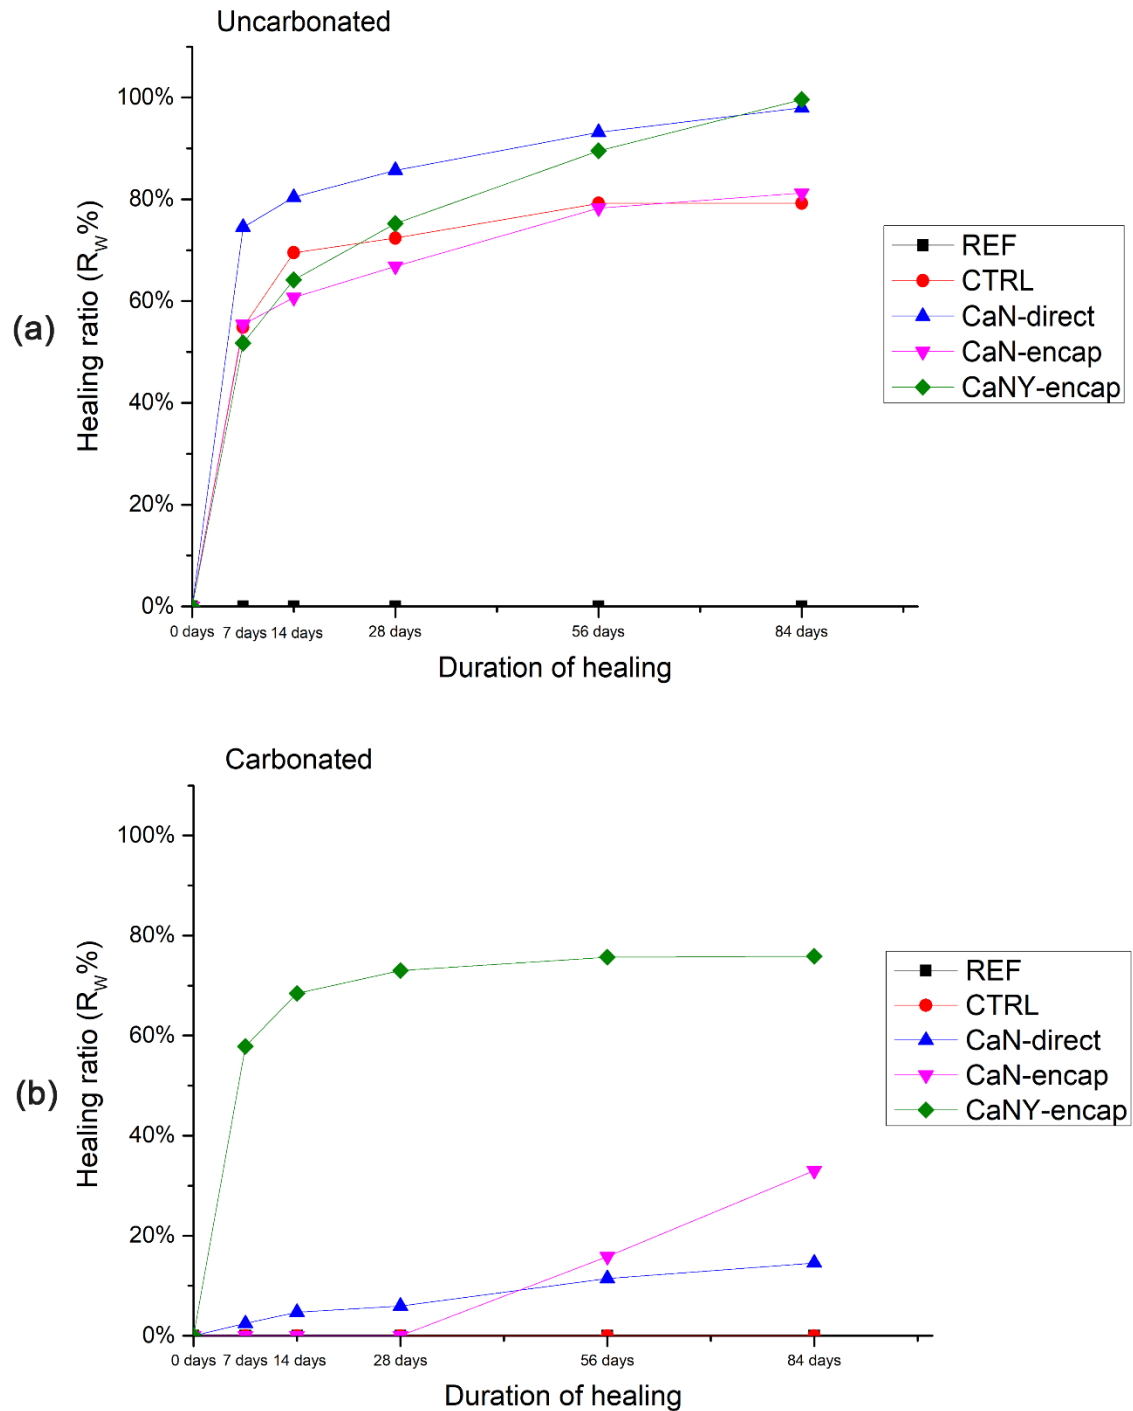 Uncarbonated
(a)
Healing ratio (RW%)
100%
80%
60%
40%
20%
0%
0 days 7 days 14 days 28 days 56 days 84 days
Duration of healing
REF
CTRL
CaN-direct
CaN-encap
CaNY-encap
Carbonated
(b)
Healing ratio (RW%)
100%
80%
60%
40%
20%
0%
0 days 7 days 14 days 28 days 56 days 84 days
Duration of healing
REF
CTRL
CaN-direct
CaN-encap
CaNY-encap